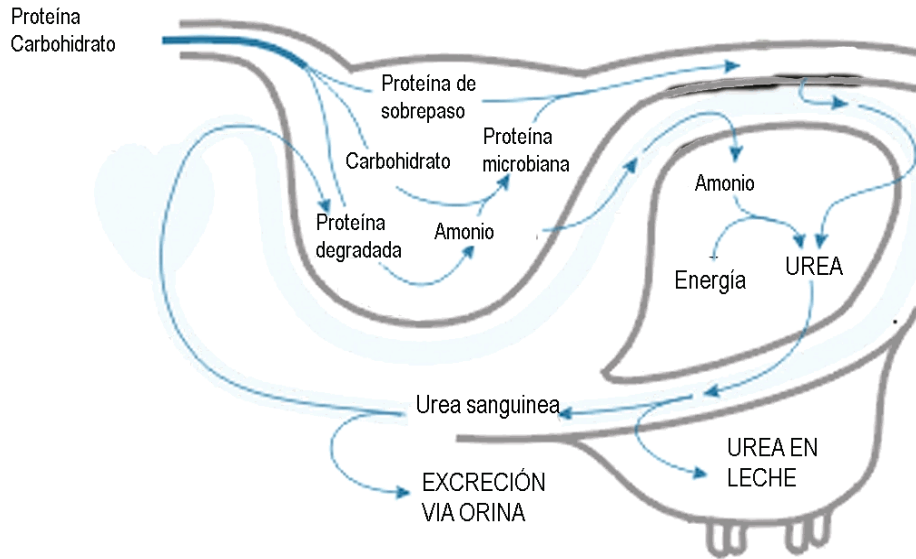 Proteína
Carbohidrato
Proteína de
sobrepaso
Proteína
microbiana
Carbohidrato
Proteína
degradada
Amonio
Amonio
Energía
UREA
Urea sanguinea
UREA EN
LECHE
EXCRECIÓN
VIA ORINA